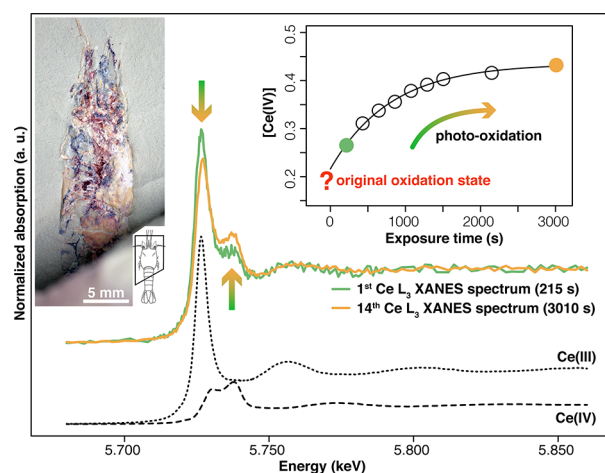 Normalized absorption (a. u.)
5 mm
[Ce(IV)]
0.5
0.4
0.3
0.2
photo-oxidation
? original oxidation state
0
1000
2000
3000
Exposure time (s)
1st Ce L3 XANES spectrum (215 s)
14th Ce L3 XANES spectrum (3010 s)
Ce(III)
Ce(IV)
5.700
5.750
5.800
5.850
Energy (keV)